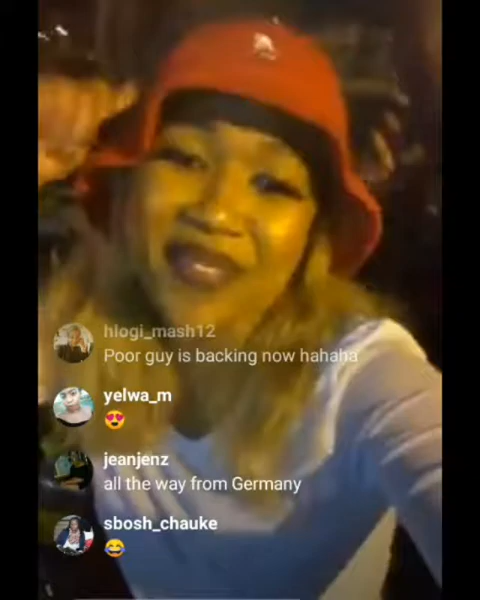 hlogi_mash12
Poor guy is backing now hahaha
yelwa_m
😍
jeanjenz
all the way from Germany
sbosh_chauke
😂